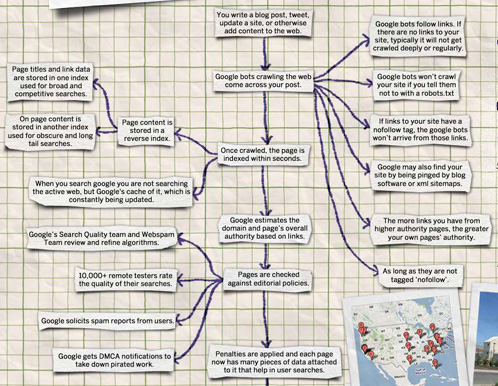 You write a blog post, tweet,
update a site, or otherwise
add content to the web.
Google bots crawling the web
come across your post.
Google bots follow links. If
there are no links to your
site, typically it will not get
crawled deeply or regularly.
Google bots won't crawl
your site if you tell them
not to with a robots.txt
If links to your site have a
nofollow tag, the google bots
won't arrive from those links.
Google may also find your
site by being pinged by blog
software or xml sitemaps.
The more links you have from
higher authority pages, the greater
your own pages' authority.
As long as they are not
tagged 'nofollow'.
Once crawled, the page is
indexed within seconds.
Page content is
stored in a
reverse index.
Page titles and link data
are stored in one index
used for broad and
competitive searches.
On page content is
stored in another index
used for obscure and long
tail searches.
When you search google you are not searching
the active web, but Google's cache of it, which is
constantly being updated.
Google estimates the
domain and page's overall
authority based on links.
Pages are checked
against editorial policies.
Google's Search Quality team and Webspam
Team review and refine algorithms.
10,000+ remote testers rate
the quality of their searches.
Google solicits spam reports from users.
Google gets DMCA notifications to
take down pirated work.
Penalties are applied and each page
now has many pieces of data attached
to it that help in user searches.